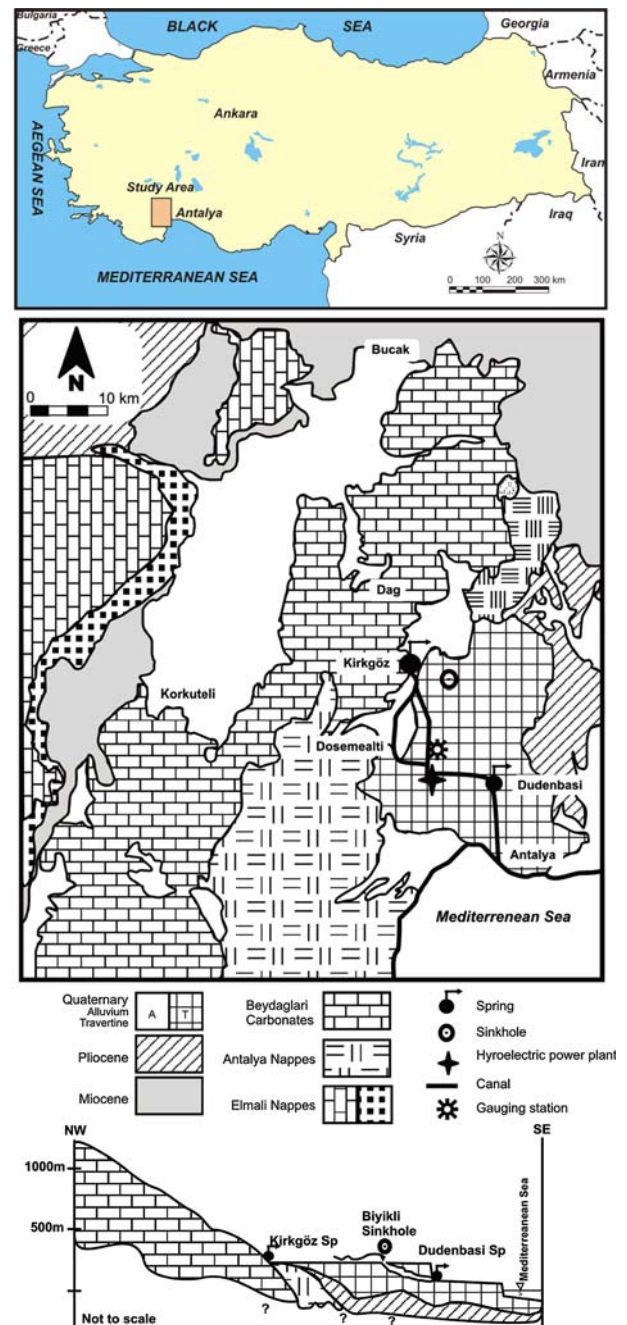 Bulgaria
BLACK SEA
Georgia
Greece
Armenia
Ankara
AEGEAN SEA
Iran
Study Area
Antalya
Iraq
Syria
N
MEDITERRANEAN SEA
0 100 200 300 km
Bucak
N
0 10 km
Dag
Kirkgöz
Korkuteli
Dosemealti
Dudenbasi
Antalya
Mediterrenean Sea
Quaternary
Alluvium
Travertine
A T
Pliocene
Miocene
Beydaglari
Carbonates
Antalya Nappes
Elmali Nappes
Spring
Sinkhole
Hyroelectric power plant
Canal
Gauging station
NW SE
1000m
500m
Kirkgöz Sp
Biyikli
Sinkhole
Dudenbasi Sp
Mediterranean Sea
? ? ?
Not to scale